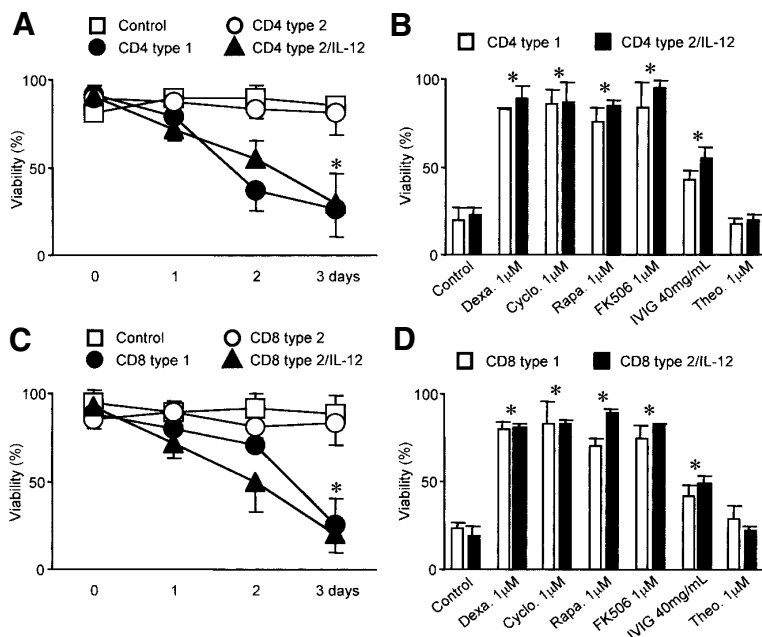 A
Control
CD4 type 2
CD4 type 1
CD4 type 2/IL-12
Viability (%)
100
50
0
*
0 1 2 3 days
B
CD4 type 1
CD4 type 2/IL-12
Viability (%)
100
50
0
* * * * *
Control
Dexa. 1μM
Cyclo. 1μM
Rapa. 1μM
FK506 1μM
IVIG 40mg/mL
Theo. 1μM
C
Control
CD8 type 2
CD8 type 1
CD8 type 2/IL-12
Viability (%)
100
50
0
*
0 1 2 3 days
D
CD8 type 1
CD8 type 2/IL-12
Viability (%)
100
50
0
* * * * *
Control
Dexa. 1μM
Cyclo. 1μM
Rapa. 1μM
FK506 1μM
IVIG 40mg/mL
Theo. 1μM